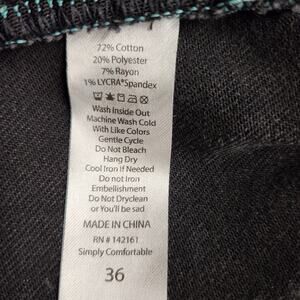 72% Cotton
20% Polyester
7% Rayon
1% LYCRA*Spandex
Wash Inside Out
Machine Wash Cold
With Like Colors
Gentle Cycle
Do Not Bleach
Hang Dry
Cool Iron If Needed
Do not Iron
Embellishment
Do Not Dryclean
or You'll be sad
MADE IN CHINA
RN # 142161
Simply Comfortable
36